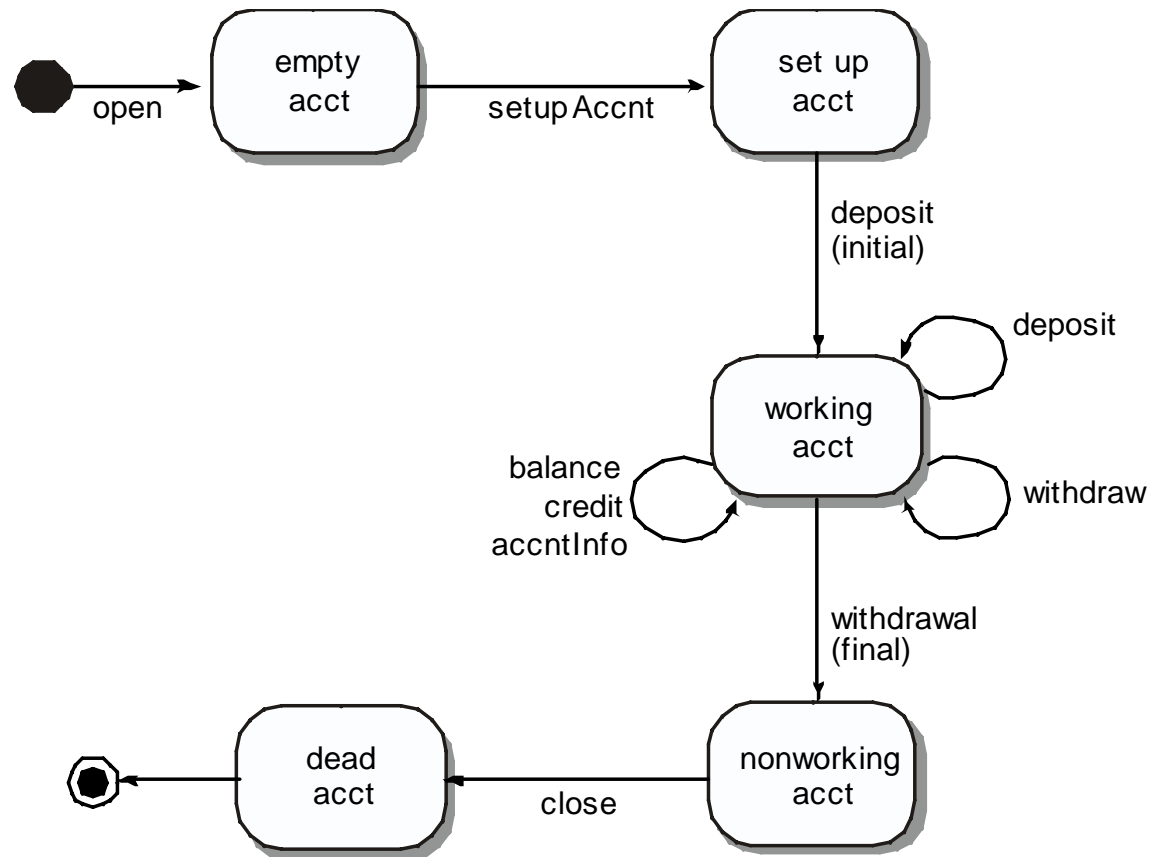 empty
acct
open
setup Accnt
set up
acct
deposit
(initial)
deposit
working
acct
balance
credit
accntInfo
withdraw
withdrawal
(final)
nonworking
acct
close
dead
acct